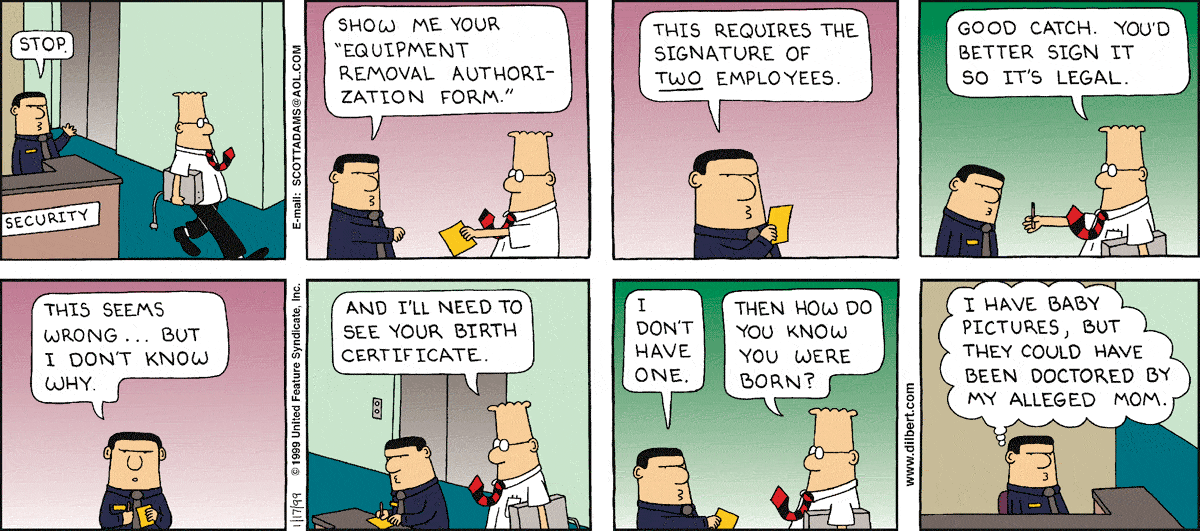 STOP.
SECURITY
E-mail: SCOTTADAMS@AOL.COM
SHOW ME YOUR
"EQUIPMENT
REMOVAL AUTHORI-
ZATION FORM."
THIS REQUIRES THE
SIGNATURE OF
TWO EMPLOYEES.
GOOD CATCH. YOU'D
BETTER SIGN IT
SO IT'S LEGAL.
THIS SEEMS
WRONG... BUT
I DON'T KNOW
WHY.
1/17/99 © 1999 United Feature Syndicate, Inc.
AND I'LL NEED TO
SEE YOUR BIRTH
CERTIFICATE.
I
DON'T
HAVE
ONE.
THEN HOW DO
YOU KNOW
YOU WERE
BORN?
www.dilbert.com
I HAVE BABY
PICTURES, BUT
THEY COULD HAVE
BEEN DOCTORED BY
MY ALLEGED MOM.